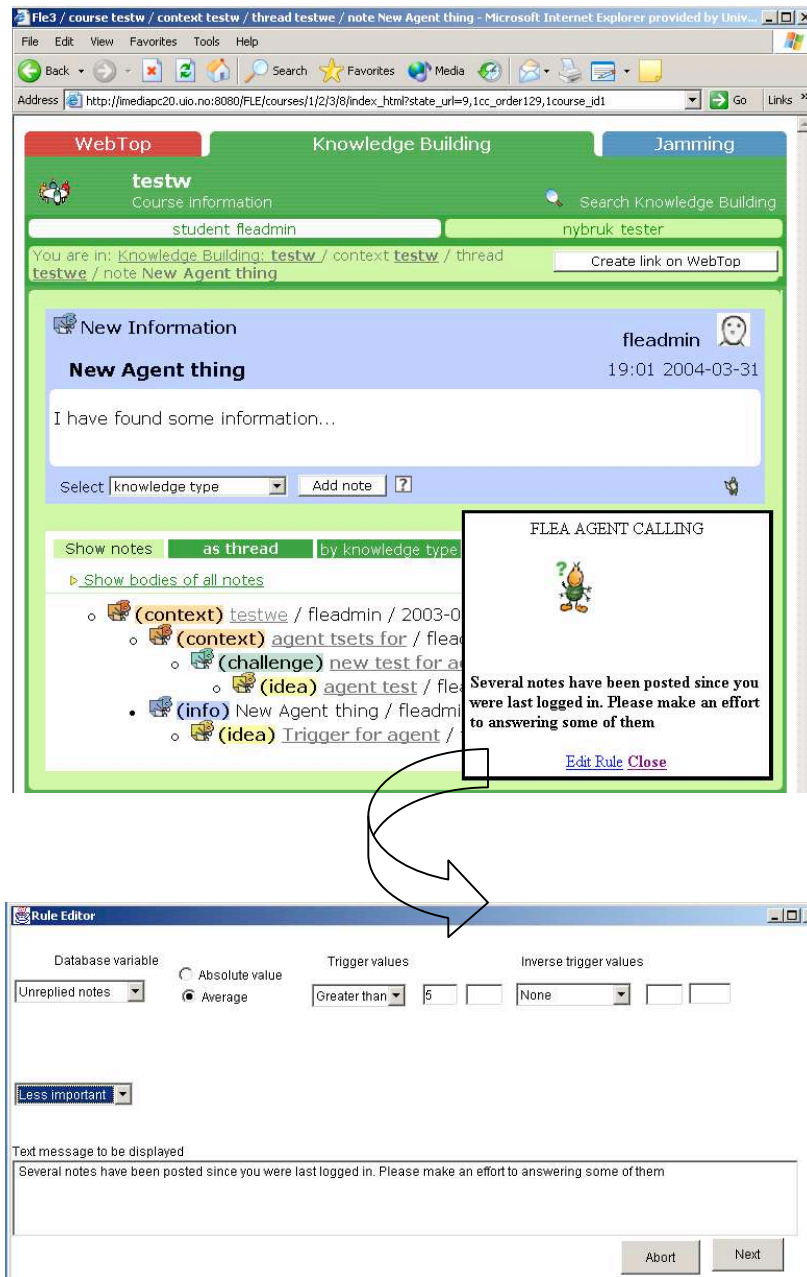 Fle3 / course testw / context testw / thread testwe / note New Agent thing - Microsoft Internet Explorer provided by Univ...
File Edit View Favorites Tools Help
Back Search Favorites Media
Address http://imediapc20.uio.no:8080/FLE/courses/1/2/3/8/index_html?state_url=9,1cc_order129,1course_id1 Go Links »
WebTop Knowledge Building Jamming
testw
Course information Search Knowledge Building
student fleadmin nybruk tester
You are in: Knowledge Building: testw / context testw / thread
testwe / note New Agent thing
Create link on WebTop
New Information
fleadmin
New Agent thing 19:01 2004-03-31
I have found some information...
Select knowledge type Add note ?
Show notes as thread by knowledge type
Show bodies of all notes
(context) testwe / fleadmin / 2003-0
(context) agent tsets for / flea
(challenge) new test for a
(idea) agent test / fle
(info) New Agent thing / fleadmi
(idea) Trigger for agent /
FLEA AGENT CALLING
?
Several notes have been posted since you
were last logged in. Please make an effort
to answering some of them
Edit Rule Close
Rule Editor
Database variable Trigger values Inverse trigger values
Absolute value
Unreplied notes Average Greater than 5 None
Less important
Text message to be displayed
Several notes have been posted since you were last logged in. Please make an effort to answering some of them
Abort Next